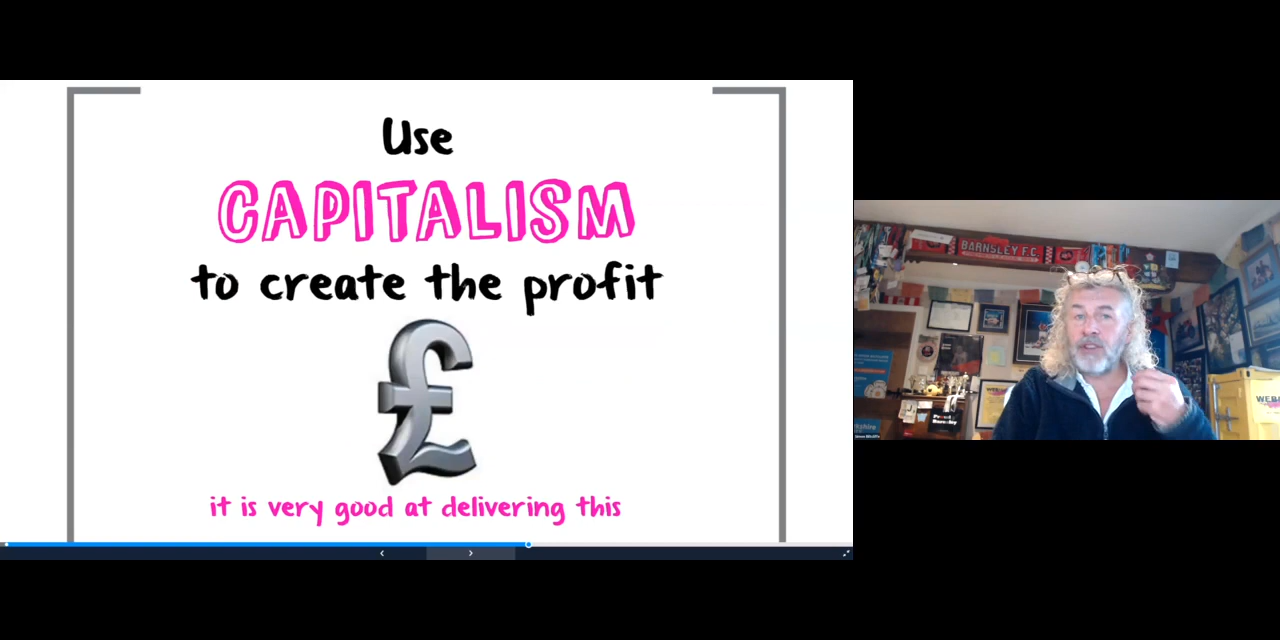 Use
CAPITALISM
to create the profit
£
it is very good at delivering this
BARNSLEY F.C.